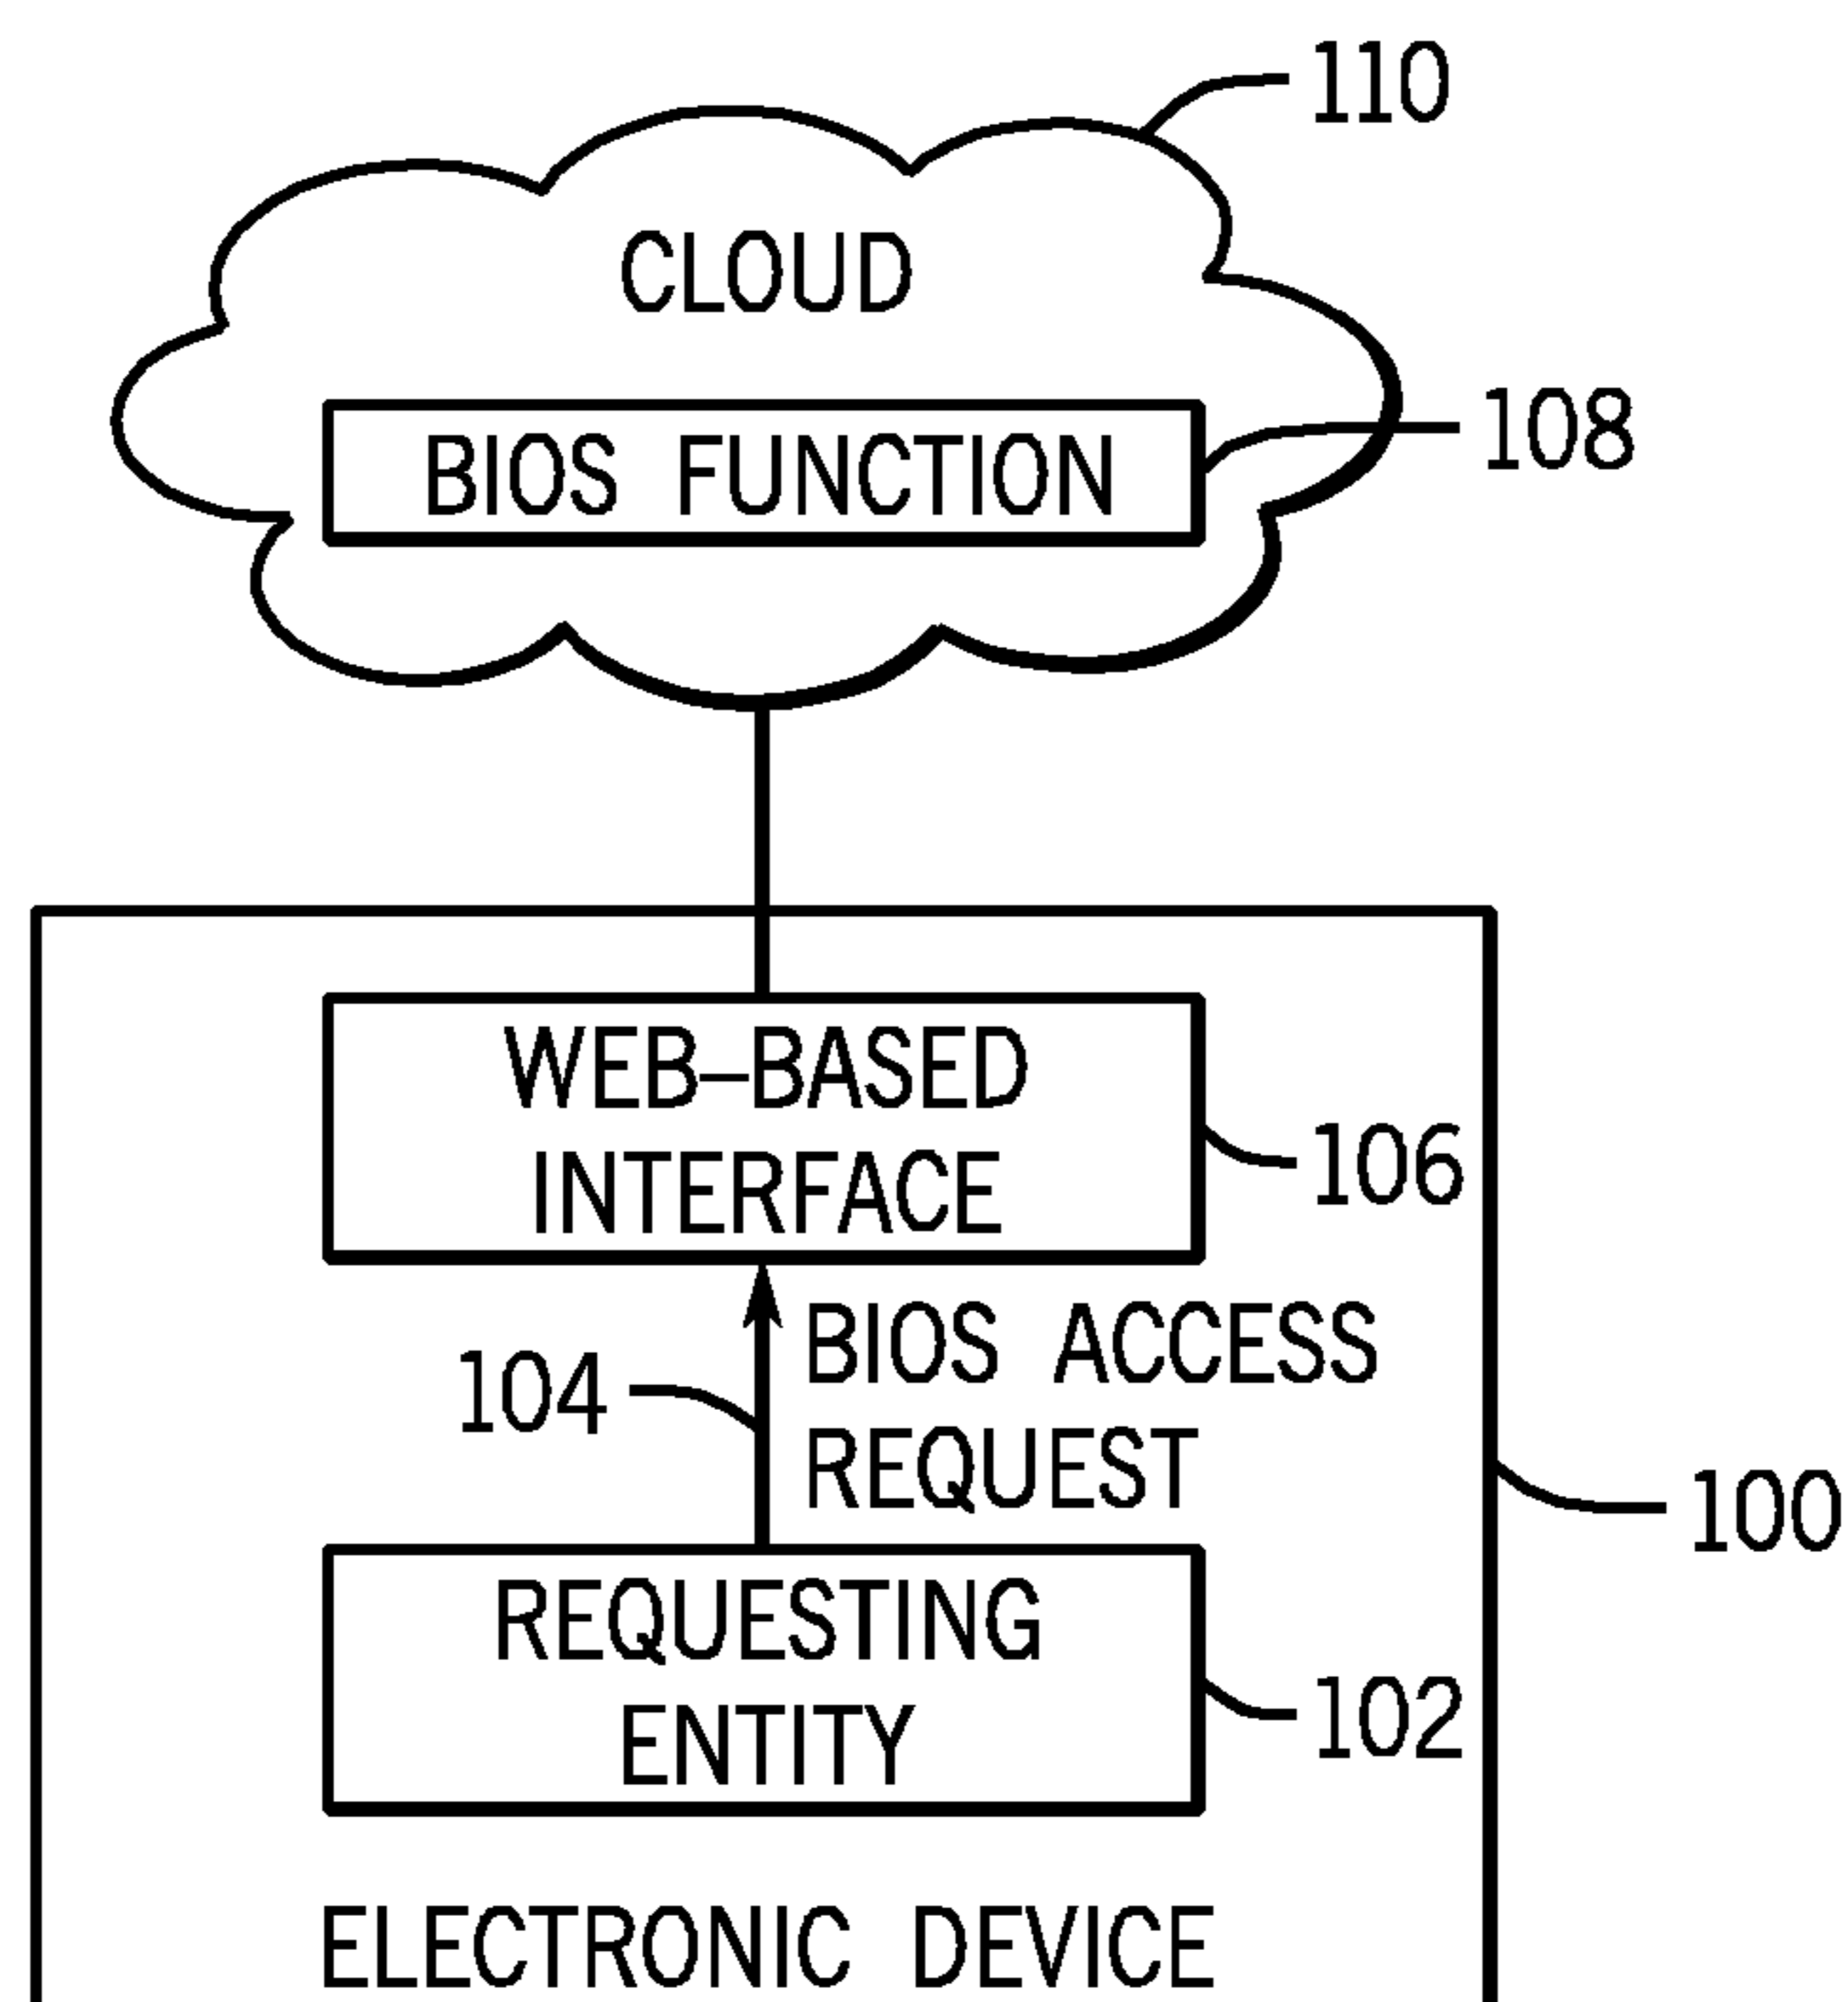 110
CLOUD
BIOS FUNCTION
108
WEB-BASED
INTERFACE
106
BIOS ACCESS
REQUEST
104
100
REQUESTING
ENTITY
102
ELECTRONIC DEVICE